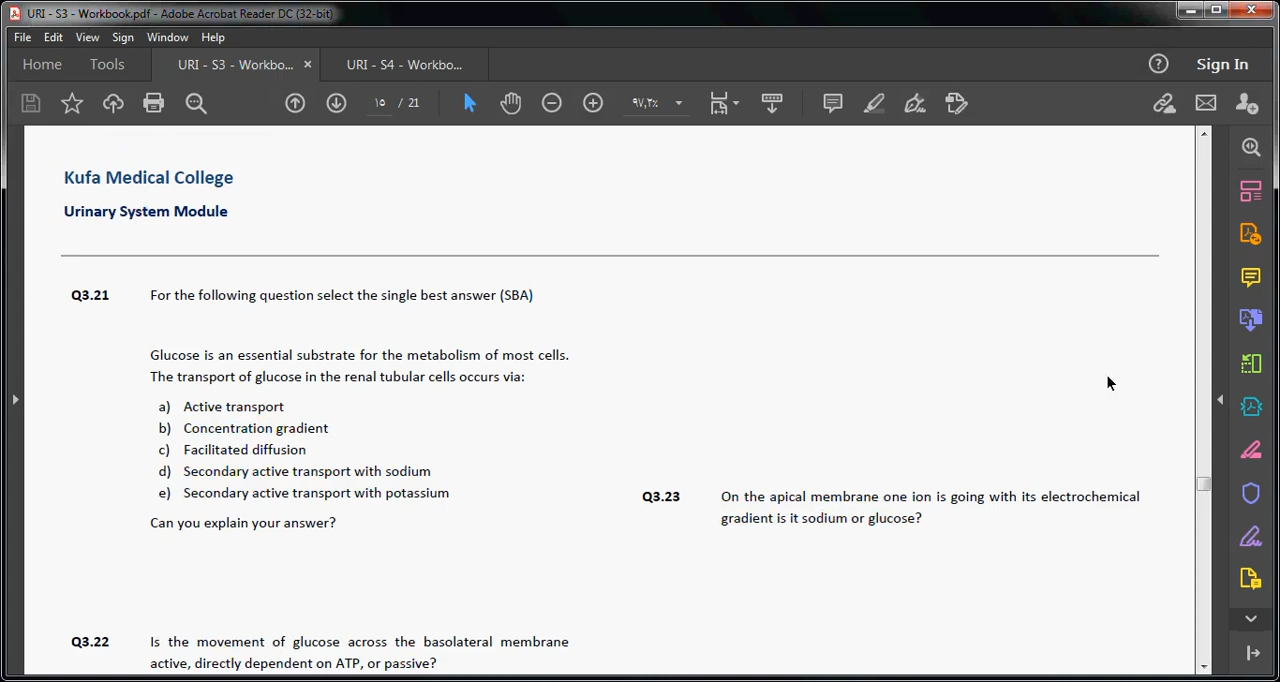 URI - S3 - Workbook.pdf - Adobe Acrobat Reader DC (32-bit)
File Edit View Sign Window Help
Home Tools URI - S3 - Workbo... × URI - S4 - Workbo... Sign In
١٥ / 21 ٩٧,٢٪
Kufa Medical College
Urinary System Module
Q3.21 For the following question select the single best answer (SBA)
Glucose is an essential substrate for the metabolism of most cells.
The transport of glucose in the renal tubular cells occurs via:
a) Active transport
b) Concentration gradient
c) Facilitated diffusion
d) Secondary active transport with sodium
e) Secondary active transport with potassium
Can you explain your answer?
Q3.22 Is the movement of glucose across the basolateral membrane
active, directly dependent on ATP, or passive?
Q3.23 On the apical membrane one ion is going with its electrochemical
gradient is it sodium or glucose?